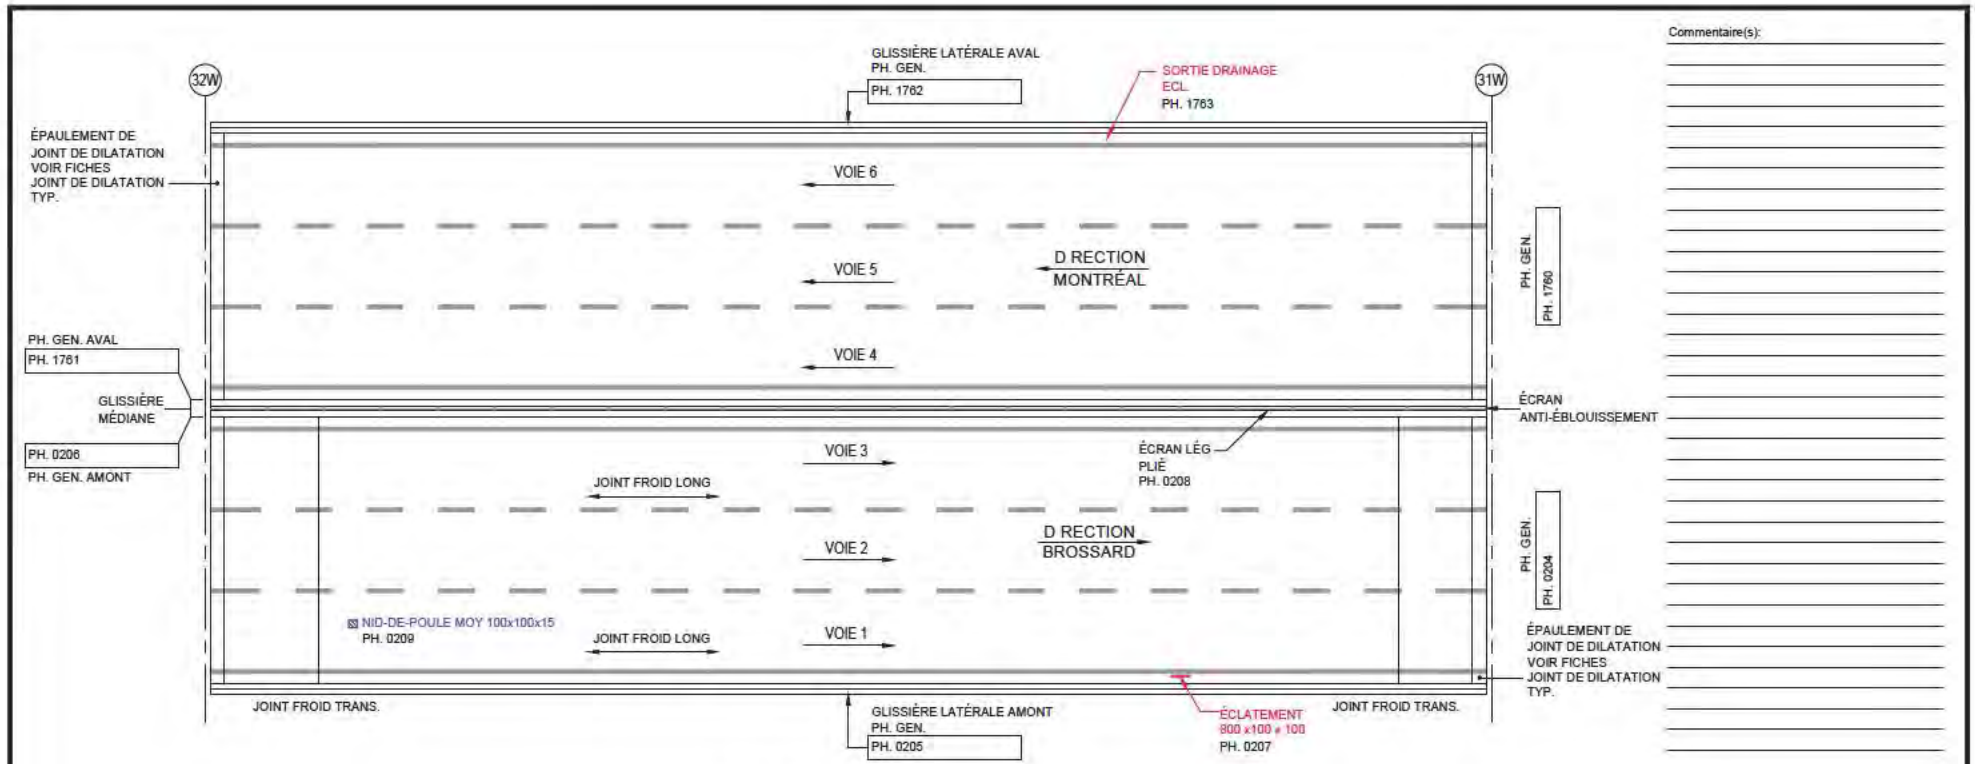 Commentaire(s):
32W
31W
GLISSIÈRE LATÉRALE AVAL
PH. GEN.
PH. 1762
SORTIE DRAINAGE
ECL.
PH. 1763
ÉPAULEMENT DE
JOINT DE DILATATION
VOIR FICHES
JOINT DE DILATATION
TYP.
VOIE 6
VOIE 5
D RECTION
MONTRÉAL
PH. GEN.
PH. 1760
VOIE 4
PH. GEN. AVAL
PH. 1761
GLISSIÈRE
MÉDIANE
PH. 0206
PH. GEN. AMONT
ÉCRAN
ANTI-ÉBLOUISSEMENT
VOIE 3
ÉCRAN LÉG
PLIÉ
PH. 0208
JOINT FROID LONG
D RECTION
BROSSARD
VOIE 2
PH. GEN.
PH. 0204
NID-DE-POULE MOY 100x100x15
PH. 0209
JOINT FROID LONG
VOIE 1
ÉPAULEMENT DE
JOINT DE DILATATION
VOIR FICHES
JOINT DE DILATATION
TYP.
JOINT FROID TRANS.
GLISSIÈRE LATÉRALE AMONT
PH. GEN.
PH. 0205
ÉCLATEMENT
800 x100 ø 100
PH. 0207
JOINT FROID TRANS.